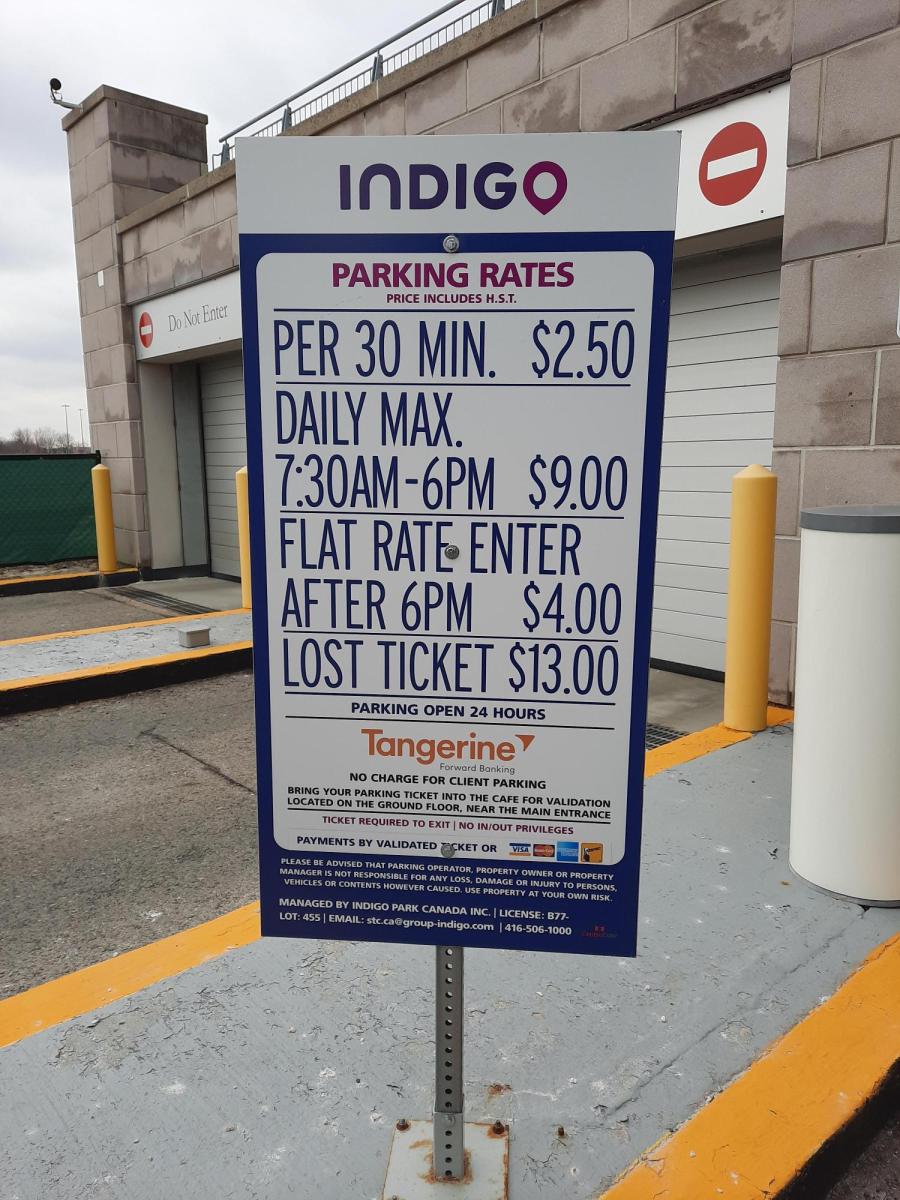 INDIGO
PARKING RATES
PRICE INCLUDES H.S.T.
PER 30 MIN. $2.50
DAILY MAX.
7:30AM-6PM $9.00
FLAT RATE ENTER
AFTER 6PM $4.00
LOST TICKET $13.00
PARKING OPEN 24 HOURS
Tangerine
Forward Banking
NO CHARGE FOR CLIENT PARKING
BRING YOUR PARKING TICKET INTO THE CAFE FOR VALIDATION
LOCATED ON THE GROUND FLOOR, NEAR THE MAIN ENTRANCE
TICKET REQUIRED TO EXIT | NO IN/OUT PRIVILEGES
PAYMENTS BY VALIDATED TICKET OR VISA
PLEASE BE ADVISED THAT PARKING OPERATOR, PROPERTY OWNER OR PROPERTY
MANAGER IS NOT RESPONSIBLE FOR ANY LOSS, DAMAGE OR INJURY TO PERSONS,
VEHICLES OR CONTENTS HOWEVER CAUSED. USE PROPERTY AT YOUR OWN RISK.
MANAGED BY INDIGO PARK CANADA INC. | LICENSE: B77-
LOT: 455 | EMAIL: stc.ca@group-indigo.com | 416-506-1000
Do Not Enter